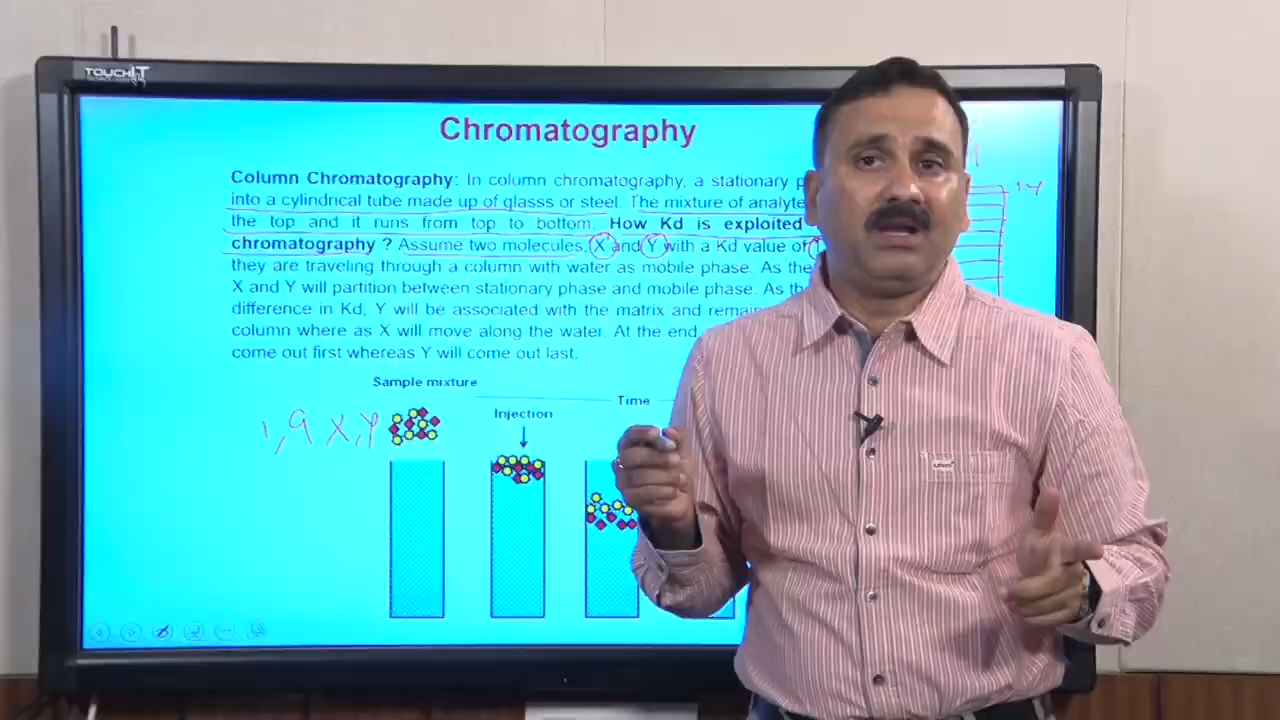 TOUCHIT
Chromatography
Column Chromatography: In column chromatography, a stationary
into a cylindrical tube made up of glasss or steel. The mixture of analyte
the top and it runs from top to bottom. How Kd is exploited
chromatography ? Assume two molecules, X and Y with a Kd value of
they are traveling through a column with water as mobile phase. As the
X and Y will partition between stationary phase and mobile phase. As
difference in Kd, Y will be associated with the matrix and
column where as X will move along the water. At the end
come out first whereas Y will come out last.
Sample mixture
Time
Injection
1,9 X,Y